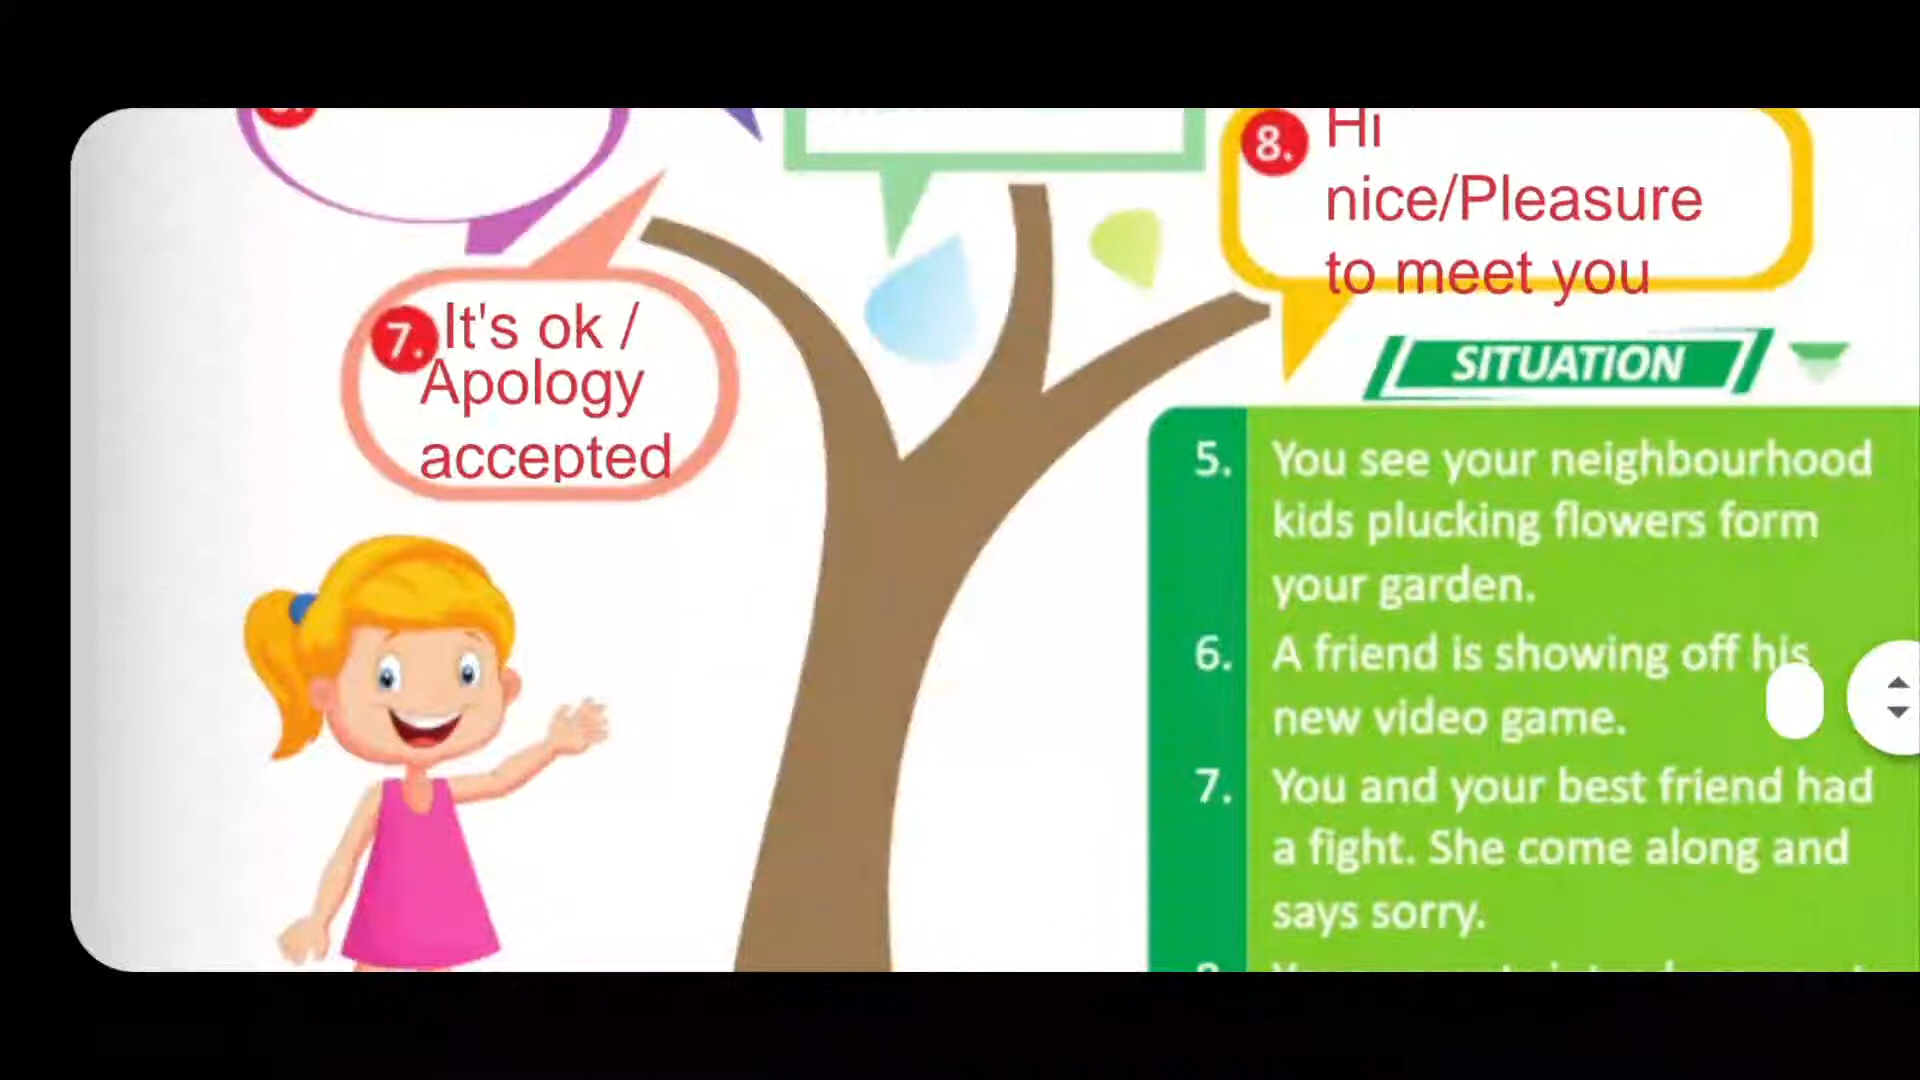 8. Hi
nice/Pleasure
to meet you
7. It's ok /
Apology
accepted
SITUATION
5. You see your neighbourhood
kids plucking flowers form
your garden.
6. A friend is showing off his
new video game.
7. You and your best friend had
a fight. She come along and
says sorry.